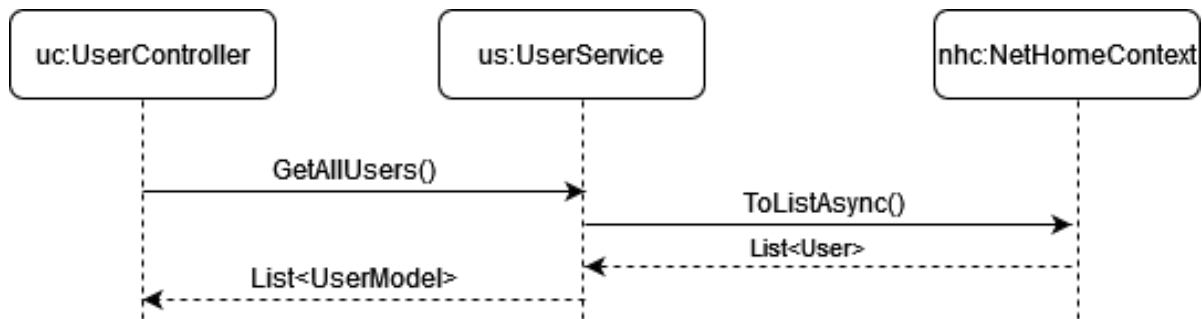 uc:UserController
us:UserService
nhc:NetHomeContext
GetAllUsers()
ToListAsync()
List<User>
List<UserModel>